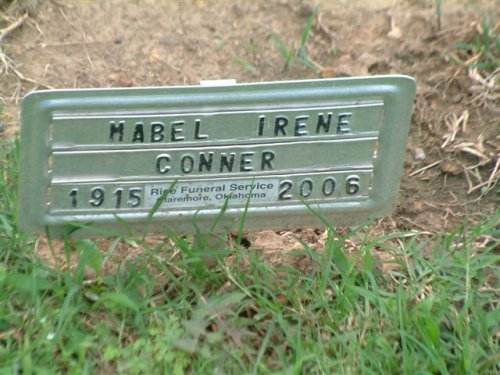 MABEL IRENE
CONNER
1915 Rice Funeral Service 2006
Claremore, Oklahoma